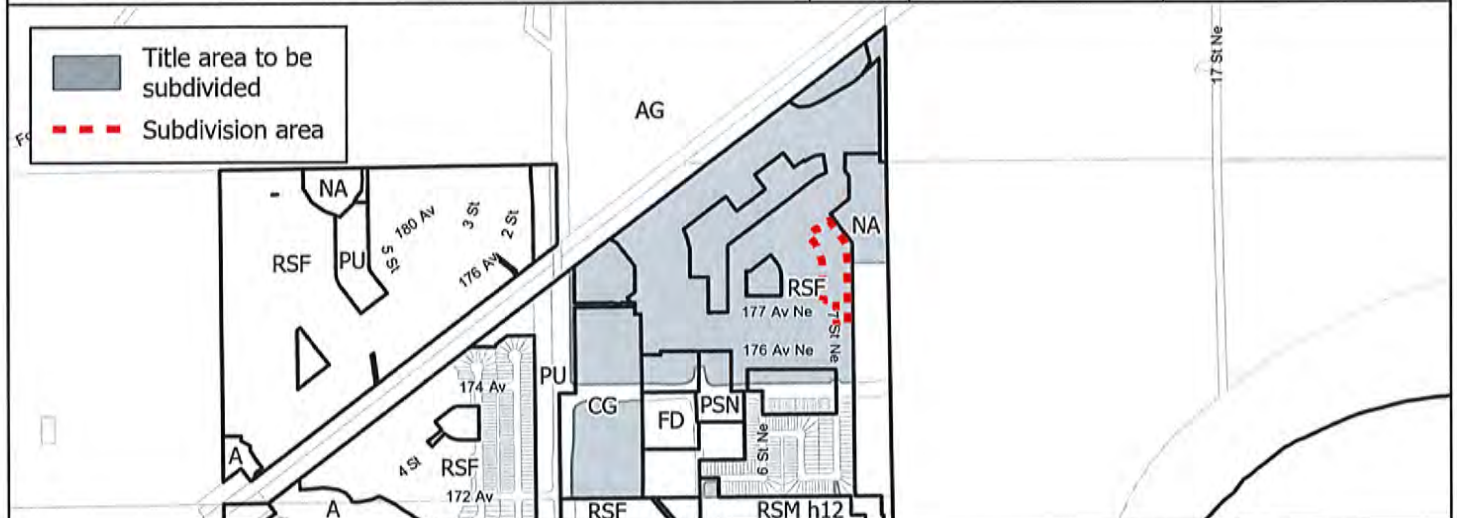 Title area to be
subdivided
Subdivision area
AG
17 St Ne
NA
180 Av
3 St
2 St
RSF
PU
5 St
176 Av
NA
RSF
177 Av Ne
7 St Ne
176 Av Ne
PU
174 Av
CG
FD
PSN
6 St Ne
A
4 St
RSF
172 Av
A
RSF
RSM h12